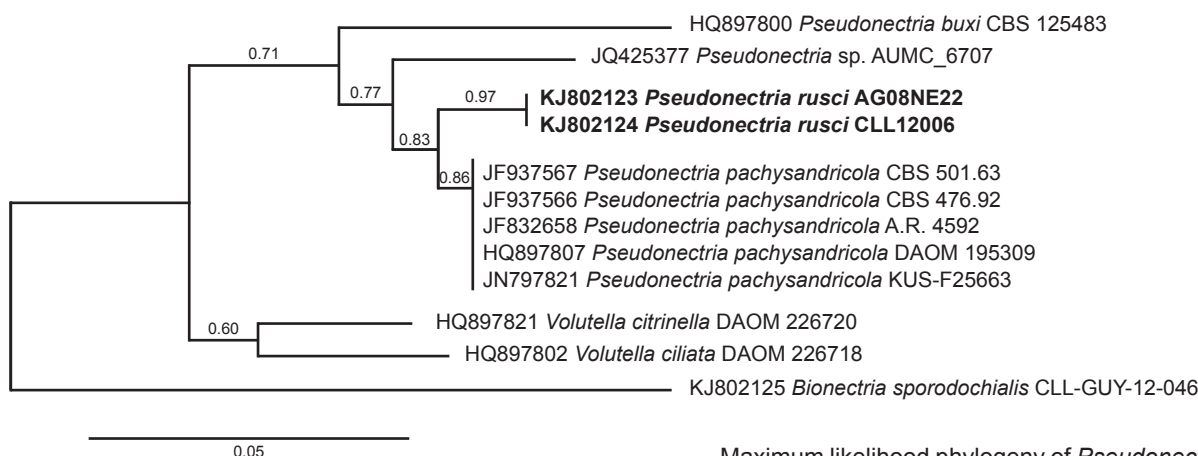 HQ897800 Pseudonectria buxi CBS 125483
0.71
JQ425377 Pseudonectria sp. AUMC_6707
0.77
0.97
KJ802123 Pseudonectria rusci AG08NE22
KJ802124 Pseudonectria rusci CLL12006
0.83
JF937567 Pseudonectria pachysandricola CBS 501.63
0.86
JF937566 Pseudonectria pachysandricola CBS 476.92
JF832658 Pseudonectria pachysandricola A.R. 4592
HQ897807 Pseudonectria pachysandricola DAOM 195309
JN797821 Pseudonectria pachysandricola KUS-F25663
HQ897821 Volutella citrinella DAOM 226720
0.60
HQ897802 Volutella ciliata DAOM 226718
KJ802125 Bionectria sporodochialis CLL-GUY-12-046
0.05
Maximum likelihood phylogeny of Pseudonec